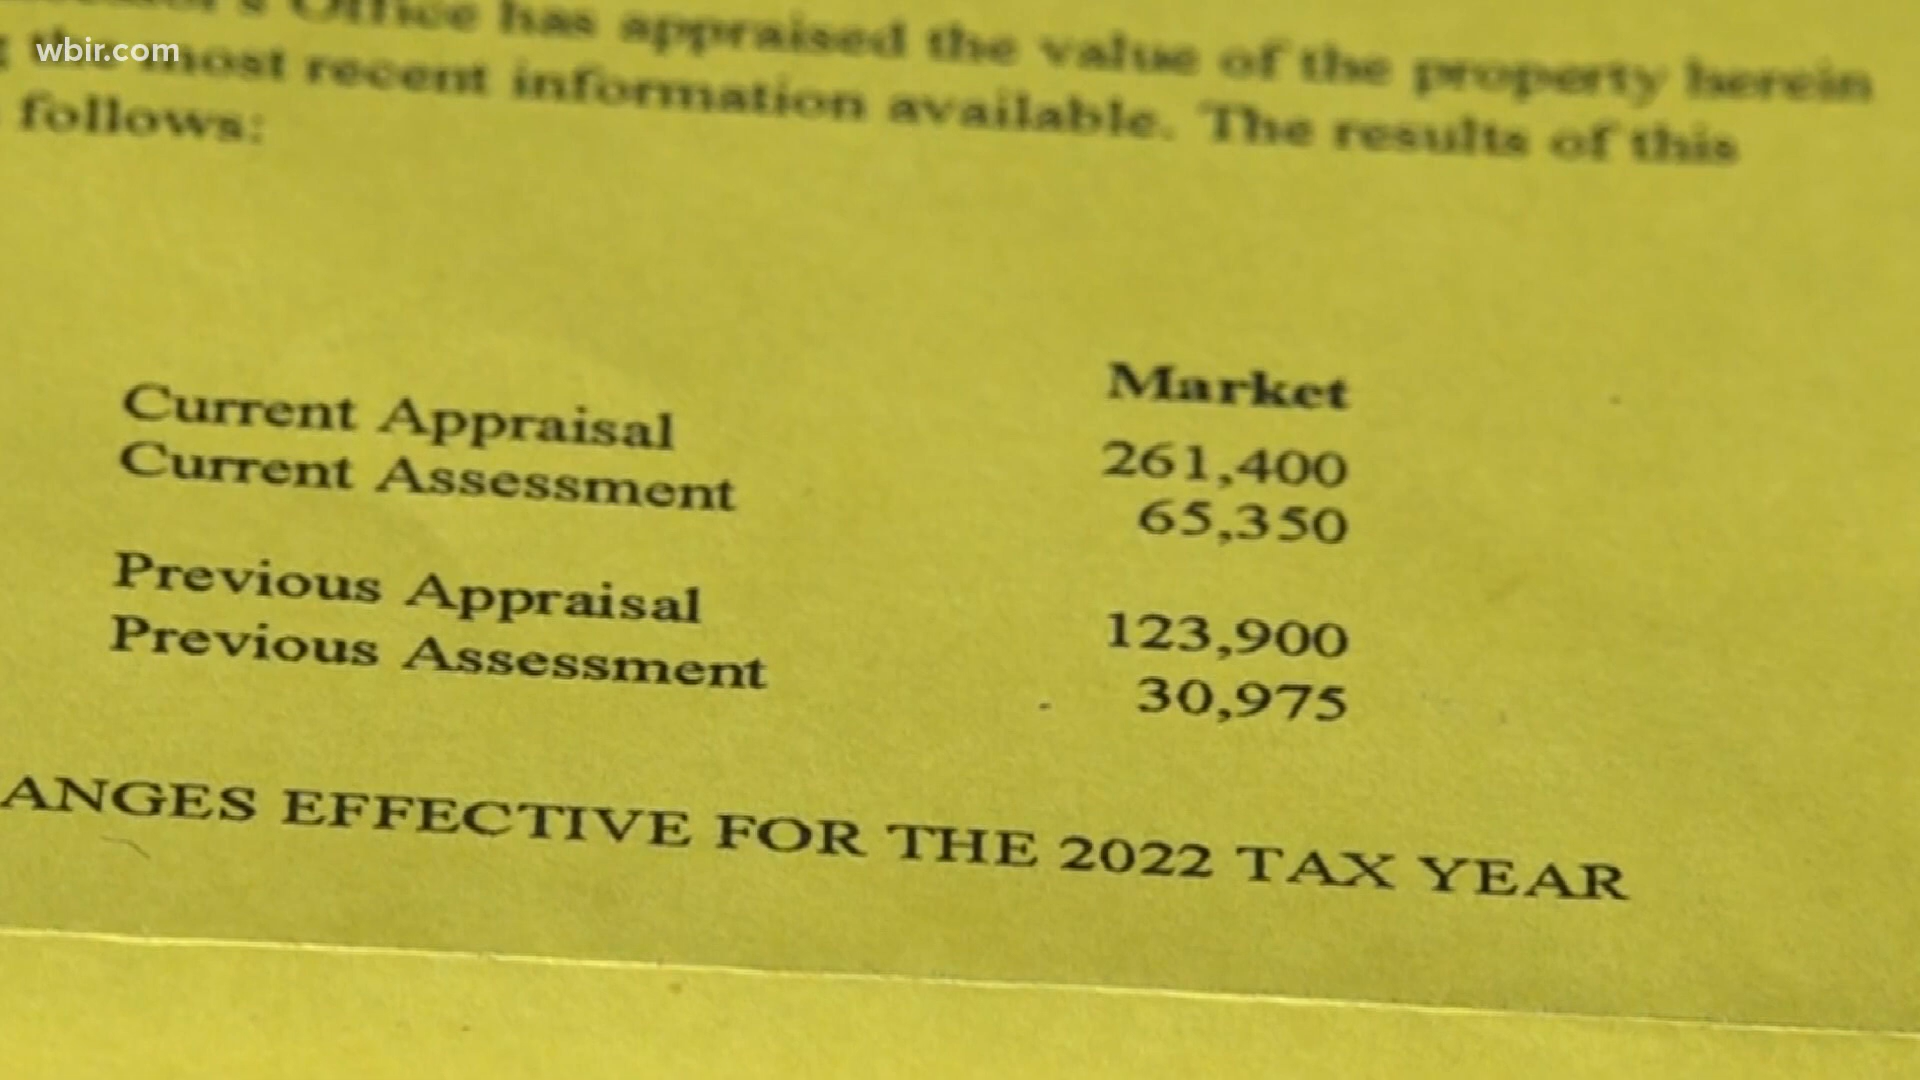 wbir.com
Office has appraised the value of the property herein
the most recent information available. The results of this
follows:
Market
Current Appraisal 261,400
Current Assessment 65,350
Previous Appraisal 123,900
Previous Assessment 30,975
ANGES EFFECTIVE FOR THE 2022 TAX YEAR